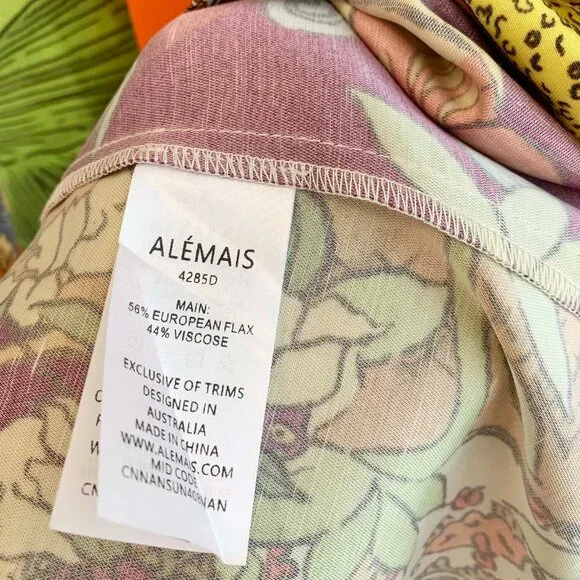 ALÉMAIS
4285D
MAIN:
56% EUROPEAN FLAX
44% VISCOSE
EXCLUSIVE OF TRIMS
DESIGNED IN
AUSTRALIA
MADE IN CHINA
WWW.ALEMAIS.COM
MID CODE